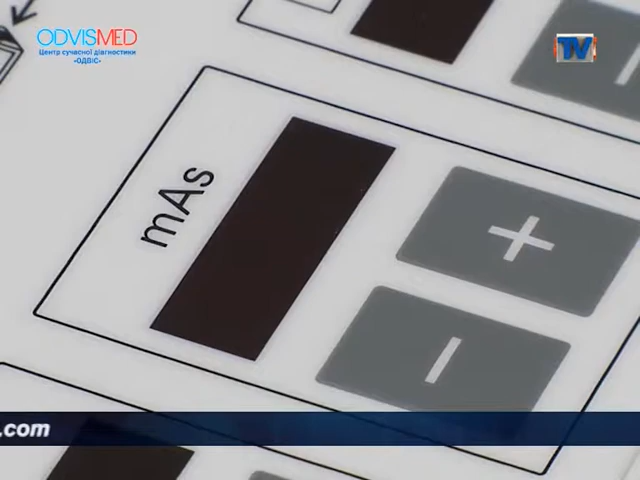 ODVISMED
Центр сучасної діагностики
«ОДВІС»
TV
mAs
+
−
.com